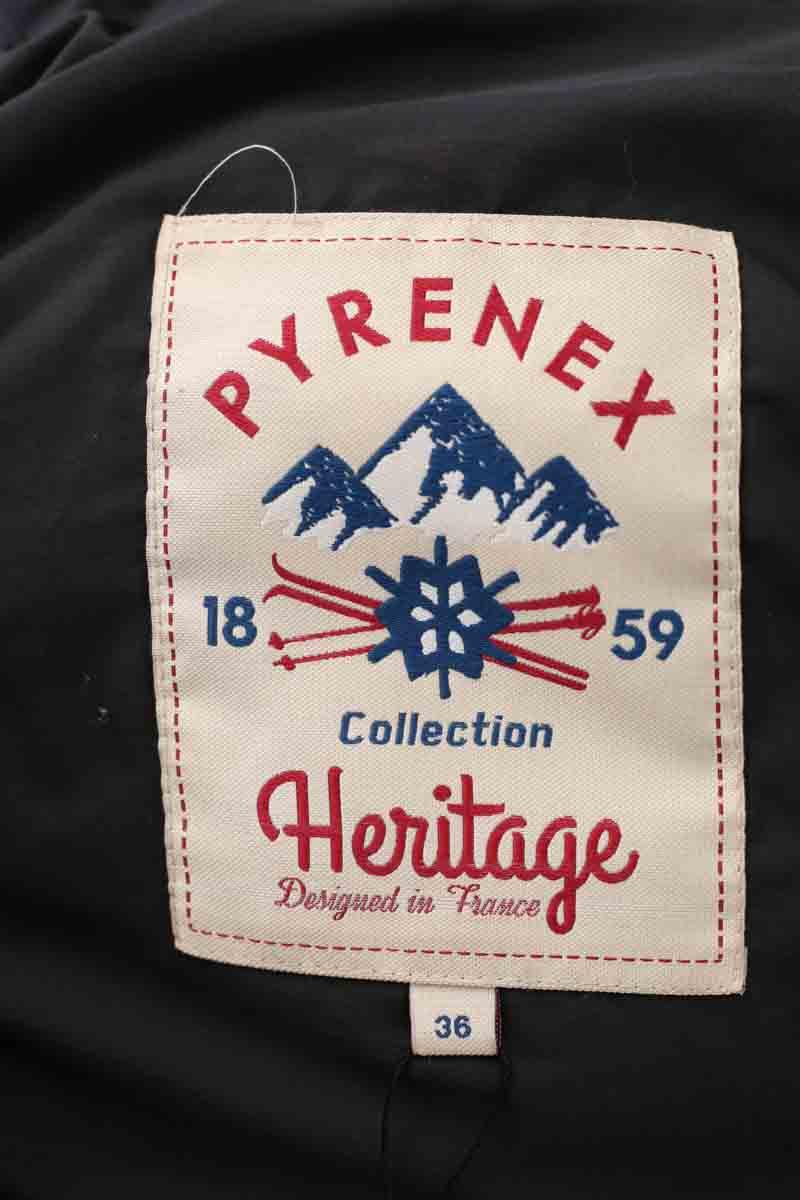 PYRENEX
18 59
Collection
Heritage
Designed in France
36